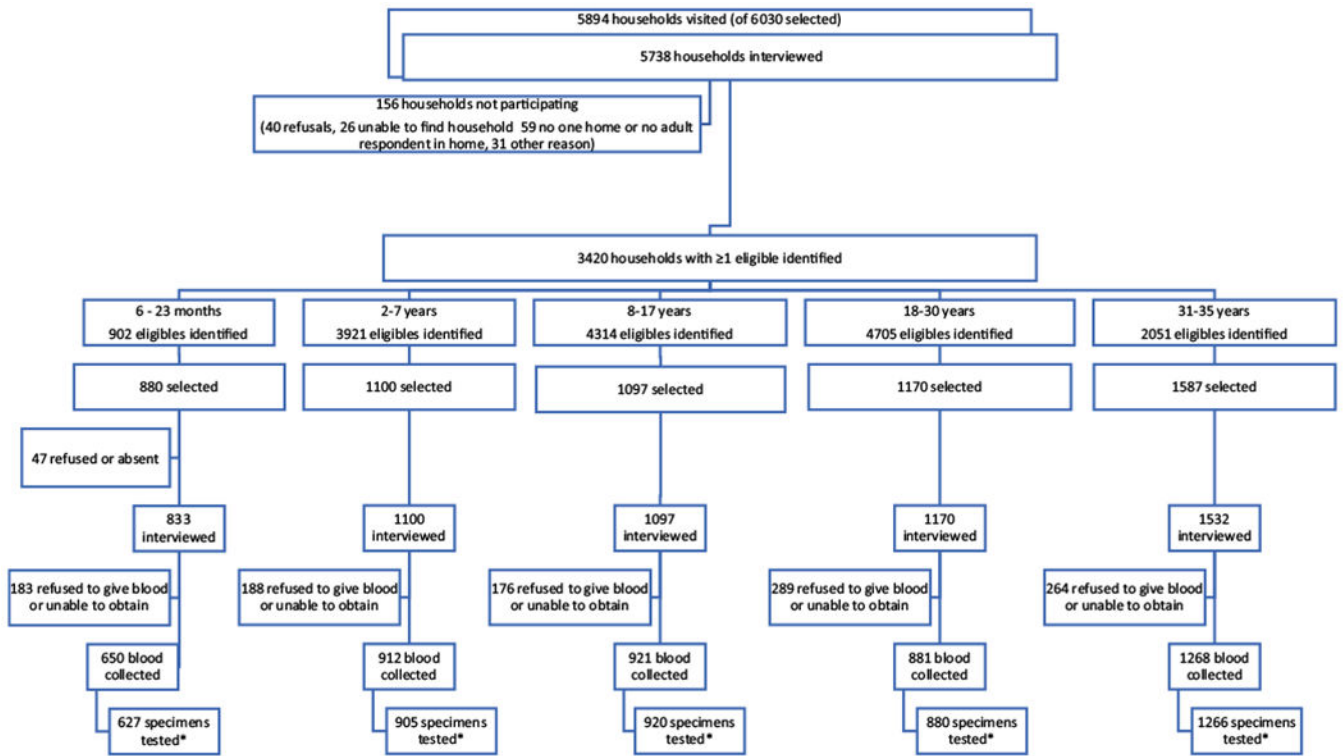 5894 households visited (of 6030 selected)
5738 households interviewed
156 households not participating
(40 refusals, 26 unable to find household 59 no one home or no adult
respondent in home, 31 other reason)
3420 households with ≥1 eligible identified
6 - 23 months
902 eligibles identified
2-7 years
3921 eligibles identified
8-17 years
4314 eligibles identified
18-30 years
4705 eligibles identified
31-35 years
2051 eligibles identified
880 selected
1100 selected
1097 selected
1170 selected
1587 selected
47 refused or absent
833
interviewed
1100
interviewed
1097
interviewed
1170
interviewed
1532
interviewed
183 refused to give blood
or unable to obtain
188 refused to give blood
or unable to obtain
176 refused to give blood
or unable to obtain
289 refused to give blood
or unable to obtain
264 refused to give blood
or unable to obtain
650 blood
collected
912 blood
collected
921 blood
collected
881 blood
collected
1268 blood
collected
627 specimens
tested*
905 specimens
tested*
920 specimens
tested*
880 specimens
tested*
1266 specimens
tested*